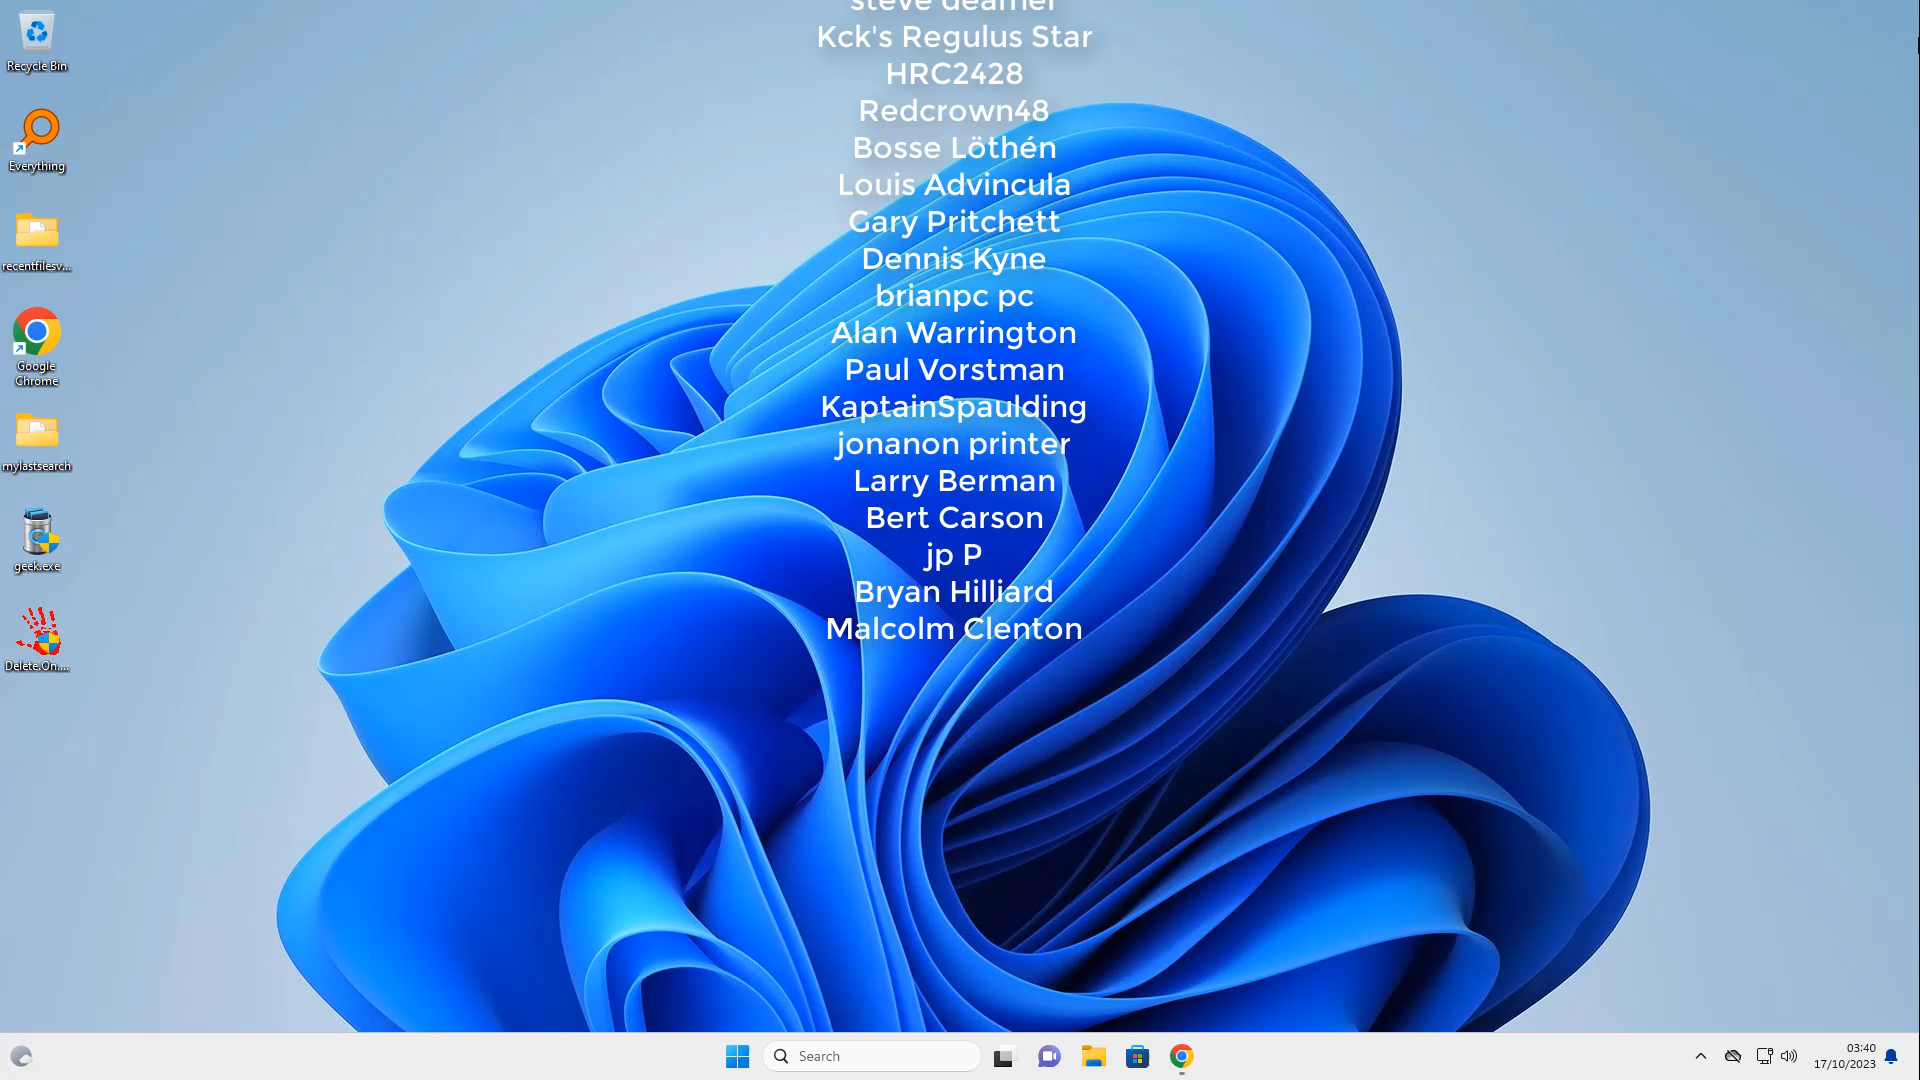 steve deamer
Kck's Regulus Star
HRC2428
Redcrown48
Bosse Löthén
Louis Advincula
Gary Pritchett
Dennis Kyne
brianpc pc
Alan Warrington
Paul Vorstman
KaptainSpaulding
jonanon printer
Larry Berman
Bert Carson
jp P
Bryan Hilliard
Malcolm Clenton
Recycle Bin
Everything
recentfilesv...
Google
Chrome
mylastsearch
geek.exe
Delete.On....
Search
03:40
17/10/2023